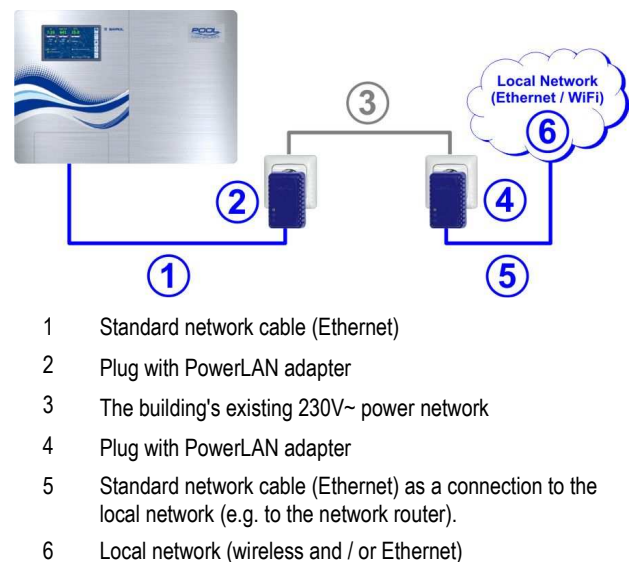 BAYROL
POOL
Local Network
(Ethernet / WiFi)
3
6
2
4
1
5
1 Standard network cable (Ethernet)
2 Plug with PowerLAN adapter
3 The building's existing 230V~ power network
4 Plug with PowerLAN adapter
5 Standard network cable (Ethernet) as a connection to the
local network (e.g. to the network router).
6 Local network (wireless and / or Ethernet)